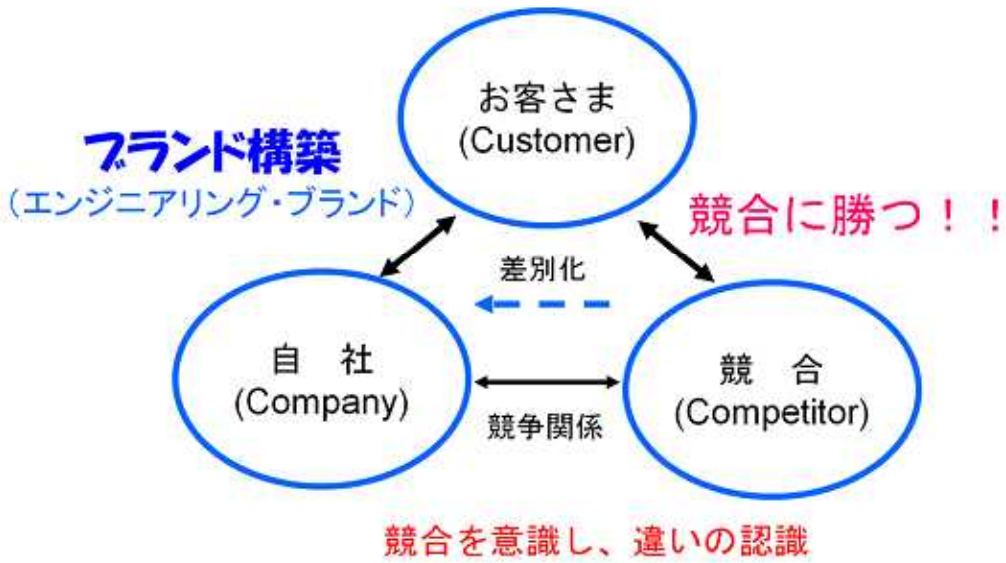 お客さま
(Customer)
ブランド構築
（エンジニアリング・ブランド）
競合に勝つ！！
差別化
自　社
(Company)
競　合
(Competitor)
競争関係
競合を意識し、違いの認識